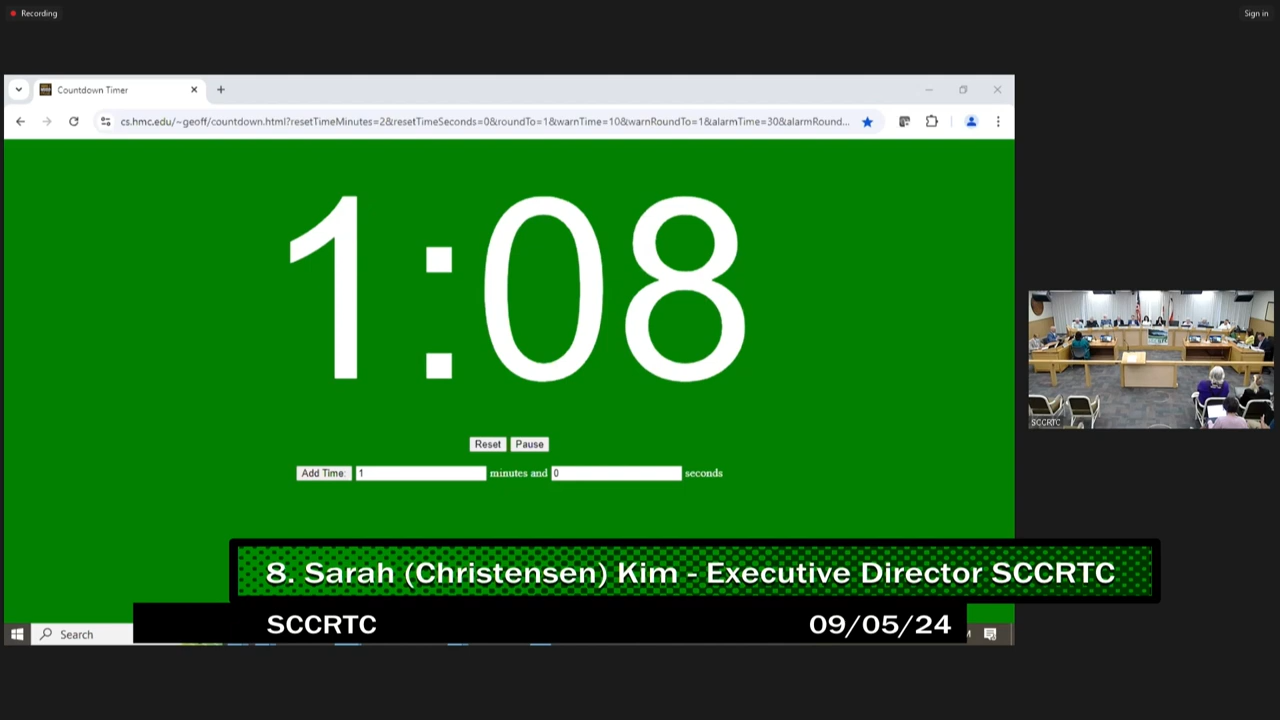 Recording
Sign in
Countdown Timer
cs.hmc.edu/~geoff/countdown.html?resetTimeMinutes=2&resetTimeSeconds=0&roundTo=1&warnTime=10&warnRoundTo=1&alarmTime=30&alarmRound...
1:08
Reset Pause
Add Time: 1 minutes and 0 seconds
SCCRTC
8. Sarah (Christensen) Kim - Executive Director SCCRTC
SCCRTC 09/05/24
Search